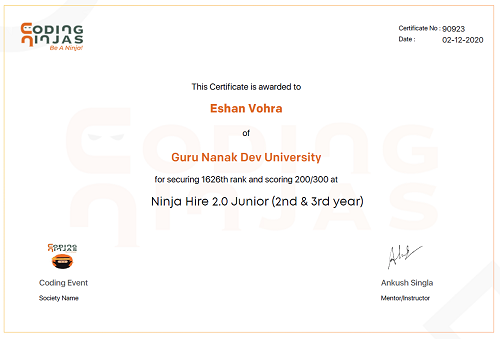 CODING
NINJAS
Be A Ninja!
Certificate No : 90923
Date : 02-12-2020
This Certificate is awarded to
Eshan Vohra
of
Guru Nanak Dev University
for securing 1626th rank and scoring 200/300 at
Ninja Hire 2.0 Junior (2nd & 3rd year)
CODING
NINJAS
CODING
NINJAS
Coding Event
Society Name
Ankush Singla
Mentor/Instructor